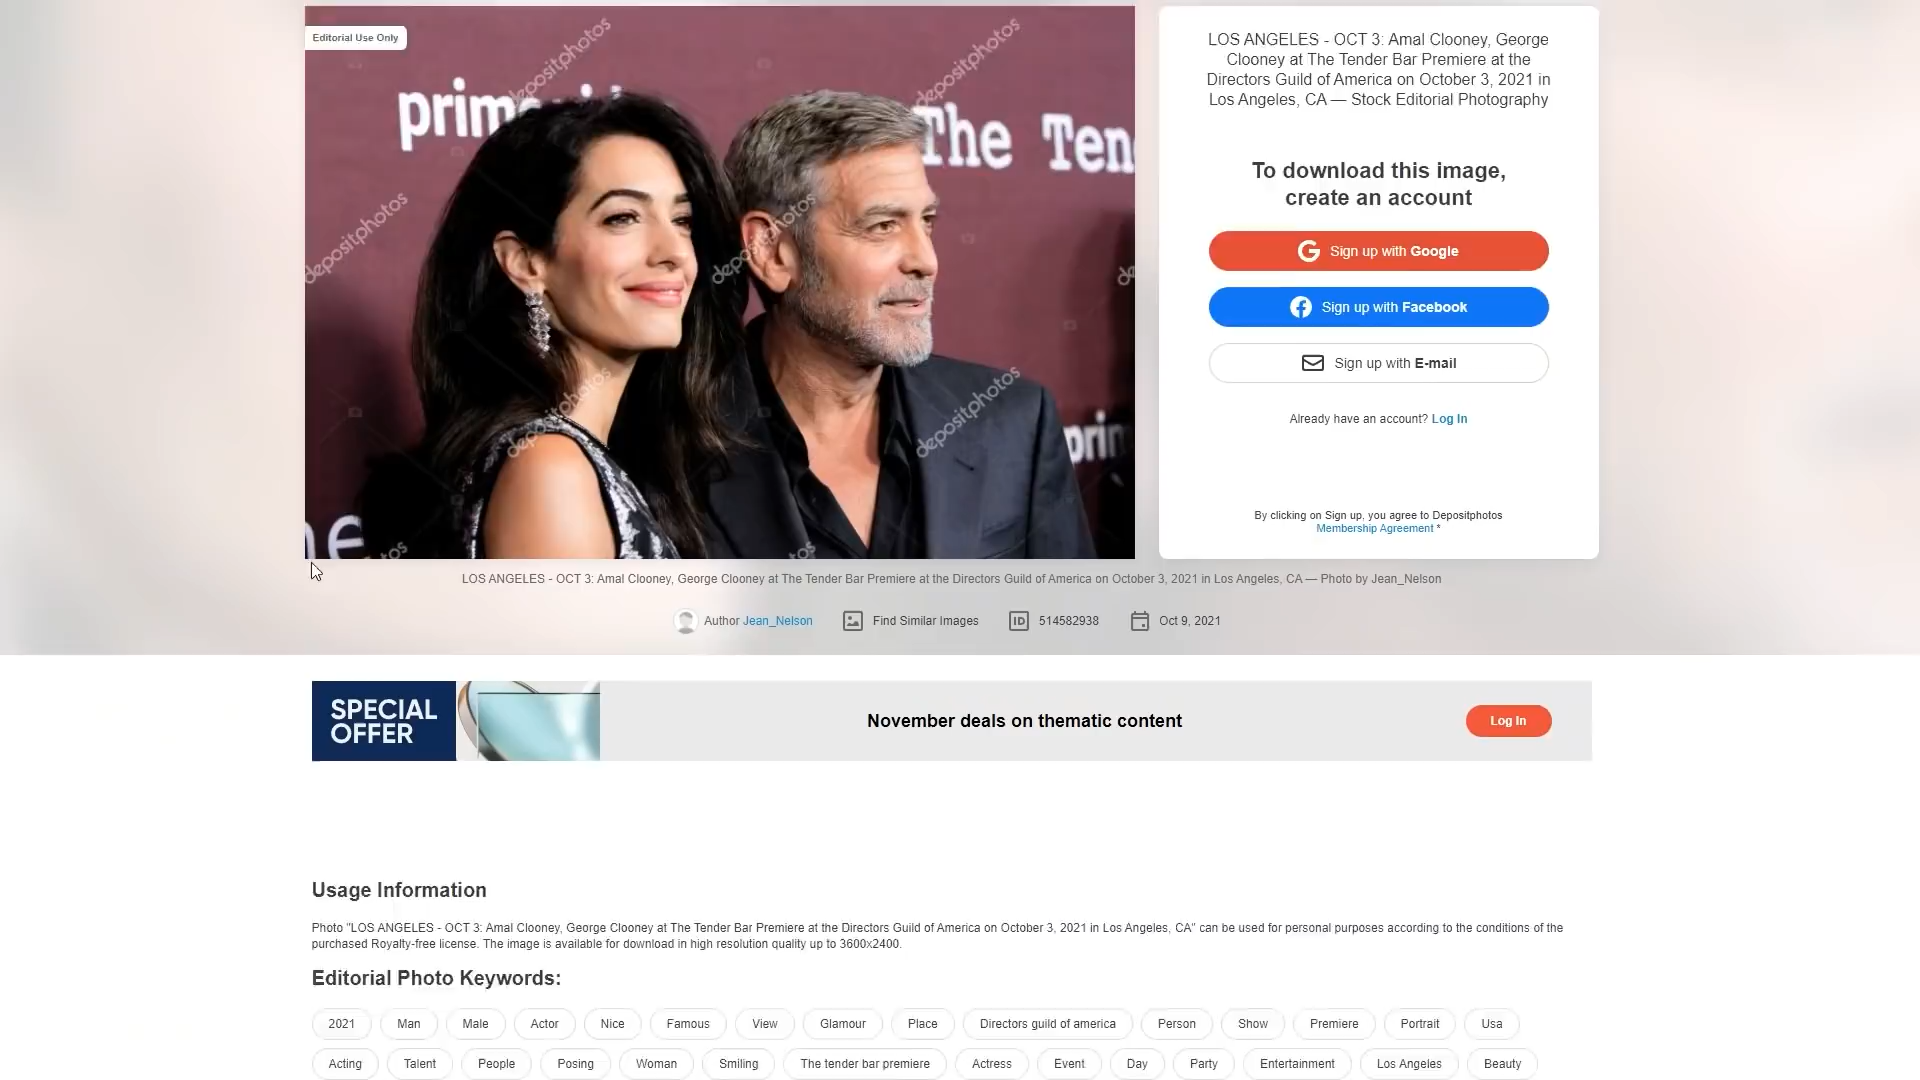 Editorial Use Only
depositphotos
depositphotos
prime
The Ten
depositphotos
depositphotos
depositphotos
depositphotos
prin
e
LOS ANGELES - OCT 3: Amal Clooney, George
Clooney at The Tender Bar Premiere at the
Directors Guild of America on October 3, 2021 in
Los Angeles, CA — Stock Editorial Photography
To download this image,
create an account
Sign up with Google
Sign up with Facebook
Sign up with E-mail
Already have an account? Log In
By clicking on Sign up, you agree to Depositphotos
Membership Agreement *
LOS ANGELES - OCT 3: Amal Clooney, George Clooney at The Tender Bar Premiere at the Directors Guild of America on October 3, 2021 in Los Angeles, CA — Photo by Jean_Nelson
Author Jean_Nelson
Find Similar Images
ID 514582938
Oct 9, 2021
SPECIAL
OFFER
November deals on thematic content
Log In
Usage Information
Photo "LOS ANGELES - OCT 3: Amal Clooney, George Clooney at The Tender Bar Premiere at the Directors Guild of America on October 3, 2021 in Los Angeles, CA" can be used for personal purposes according to the conditions of the
purchased Royalty-free license. The image is available for download in high resolution quality up to 3600x2400.
Editorial Photo Keywords:
2021 Man Male Actor Nice Famous View Glamour Place Directors guild of america Person Show Premiere Portrait Usa
Acting Talent People Posing Woman Smiling The tender bar premiere Actress Event Day Party Entertainment Los Angeles Beauty